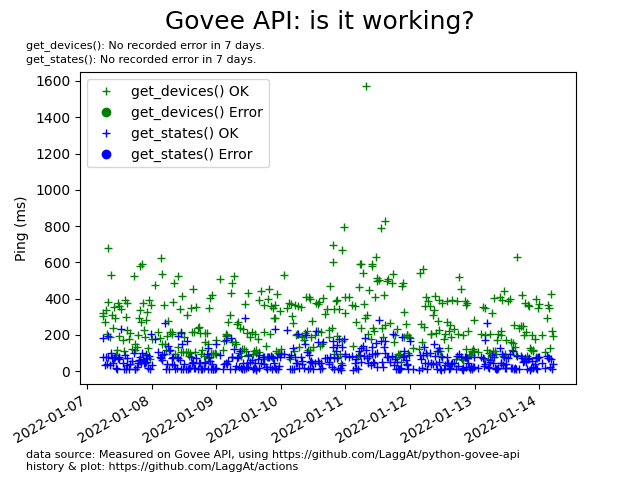 Govee API: is it working?
get_devices(): No recorded error in 7 days.
get_states(): No recorded error in 7 days.
get_devices() OK
get_devices() Error
get_states() OK
get_states() Error
Ping (ms)
1600
1400
1200
1000
800
600
400
200
0
2022-01-07
2022-01-08
2022-01-09
2022-01-10
2022-01-11
2022-01-12
2022-01-13
2022-01-14
data source: Measured on Govee API, using https://github.com/LaggAt/python-govee-api
history & plot: https://github.com/LaggAt/actions